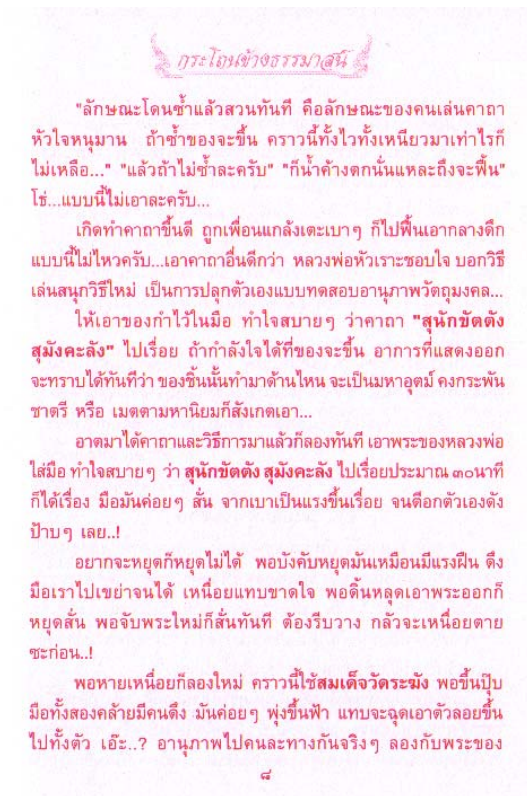 กระโถนข้างธรรมาสน์
"ลักษณะโดนซ้ำแล้วสวนทันที คือลักษณะของคนเล่นคาถา
หัวใจหนุมาน ถ้าซ้ำของจะขึ้น คราวนี้ทั้งไวทั้งเหนียวมาเท่าไรก็
ไม่เหลือ..." "แล้วถ้าไม่ซ้ำละครับ" "ก็น้ำค้างตกนั่นแหละถึงจะฟื้น"
โธ่...แบบนี้ไม่เอาละครับ...
เกิดทำคาถาขึ้นดี ถูกเพื่อนแกล้งเตะเบาๆ ก็ไปฟื้นเอากลางดึก
แบบนี้ไม่ไหวครับ...เอาคาถาอื่นดีกว่า หลวงพ่อหัวเราะชอบใจ บอกวิธี
เล่นสนุกวิธีใหม่ เป็นการปลุกตัวเองแบบทดสอบอานุภาพวัตถุมงคล...
ให้เอาของกำไว้ในมือ ทำใจสบายๆ ว่าคาถา "สุนักขัตตัง
สุมังคะลัง" ไปเรื่อย ถ้ากำลังใจได้ที่ของจะขึ้น อาการที่แสดงออก
จะทราบได้ทันทีว่า ของชิ้นนั้นทำมาด้านไหน จะเป็นมหาอุตม์ คงกระพัน
ชาตรี หรือ เมตตามหานิยมก็สังเกตเอา...
อาตมาได้คาถาและวิธีการมาแล้วก็ลองทันที เอาพระของหลวงพ่อ
ใส่มือ ทำใจสบายๆ ว่า สุนักขัตตัง สุมังคะลัง ไปเรื่อยประมาณ ๓๐นาที
ก็ได้เรื่อง มือมันค่อยๆ สั่น จากเบาเป็นแรงขึ้นเรื่อย จนตีอกตัวเองดัง
ป้าบๆ เลย..!
อยากจะหยุดก็หยุดไม่ได้ พอบังคับหยุดมันเหมือนมีแรงฝืน ดึง
มือเราไปเขย่าจนได้ เหนื่อยแทบขาดใจ พอดิ้นหลุดเอาพระออกก็
หยุดสั่น พอจับพระใหม่ก็สั่นทันที ต้องรีบวาง กลัวจะเหนื่อยตาย
ซะก่อน..!
พอหายเหนื่อยก็ลองใหม่ คราวนี้ใช้สมเด็จวัดระฆัง พอขึ้นปุ๊บ
มือทั้งสองคล้ายมีคนดึง มันค่อยๆ พุ่งขึ้นฟ้า แทบจะฉุดเอาตัวลอยขึ้น
ไปทั้งตัว เอ๊ะ..? อานุภาพไปคนละทางกันจริงๆ ลองกับพระของ
๘